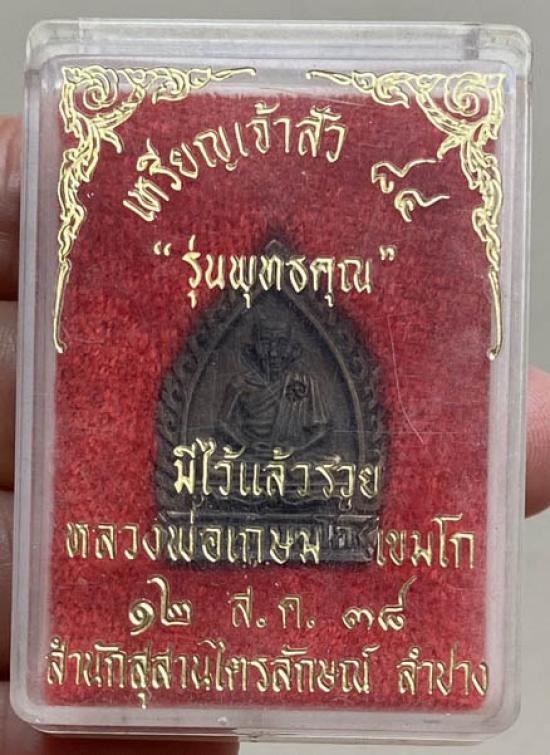 เหรียญเจ้าสัว
"รุ่นพุทธคุณ"
มีไว้แล้วรวย
หลวงพ่อเกษม เขมโก
๑๒ ส.ค. ๓๘
สำนักสุสานไตรลักษณ์ ลำปาง